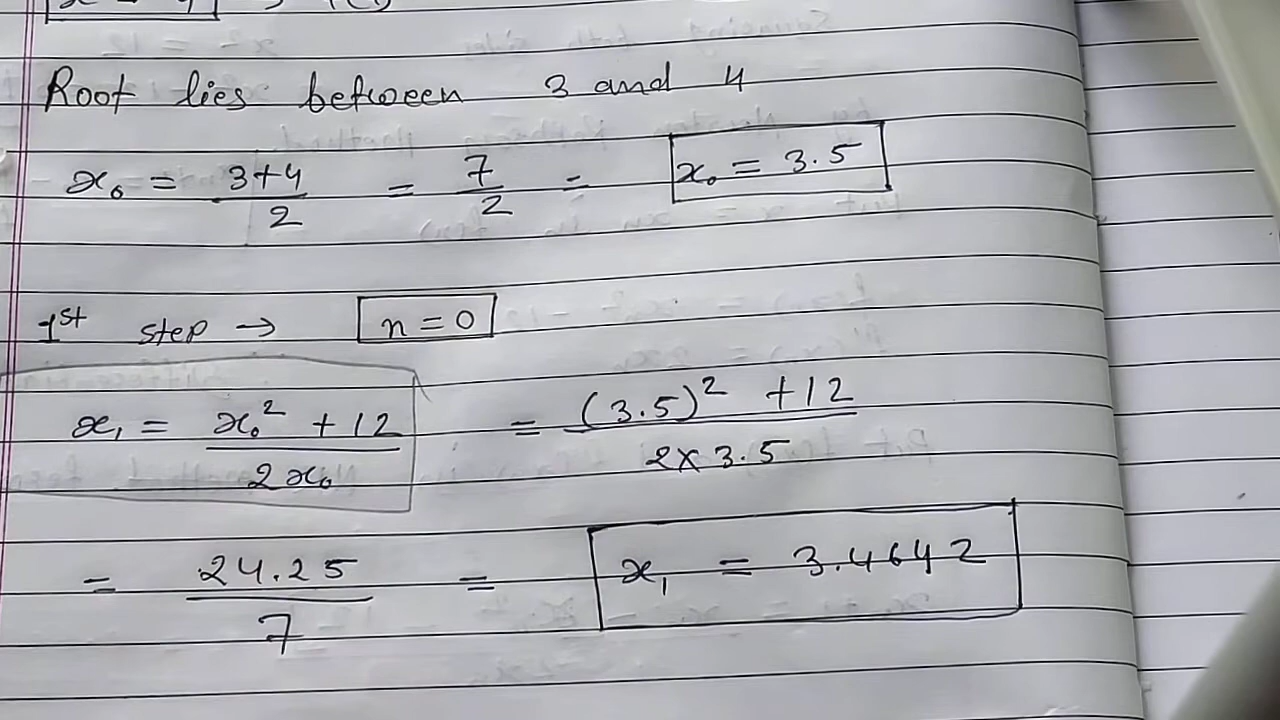 Root lies between 3 and 4
x₀ = 3+4/2 = 7/2 = x₀ = 3.5
1st step → n = 0
x₁ = x₀² + 12/2x₀ = (3.5)² + 12/2×3.5
= 24.25/7 = x₁ = 3.4642